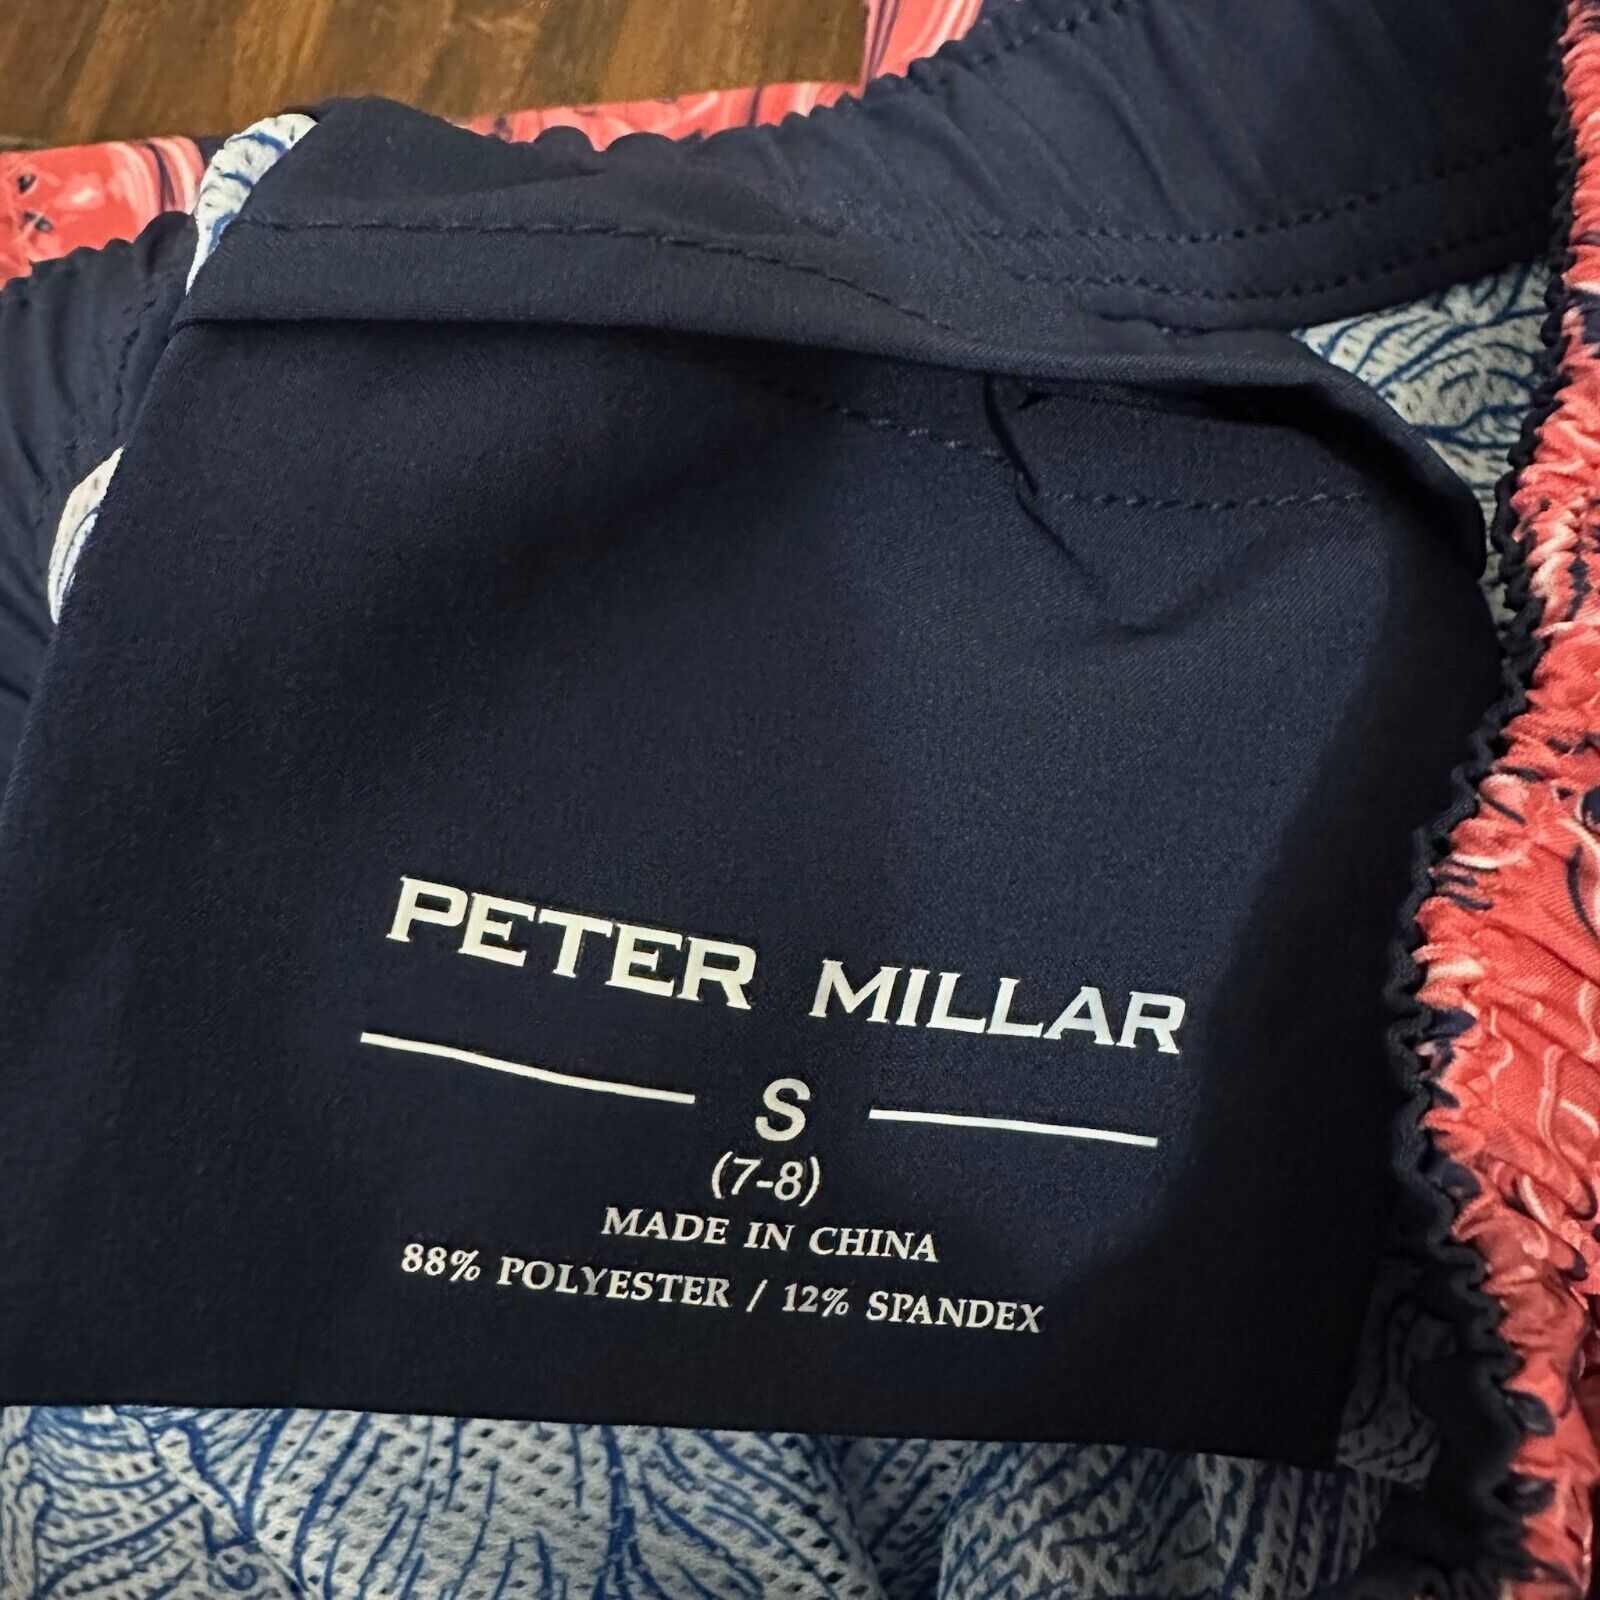 PETER MILLAR
S
(7-8)
MADE IN CHINA
88% POLYESTER / 12% SPANDEX